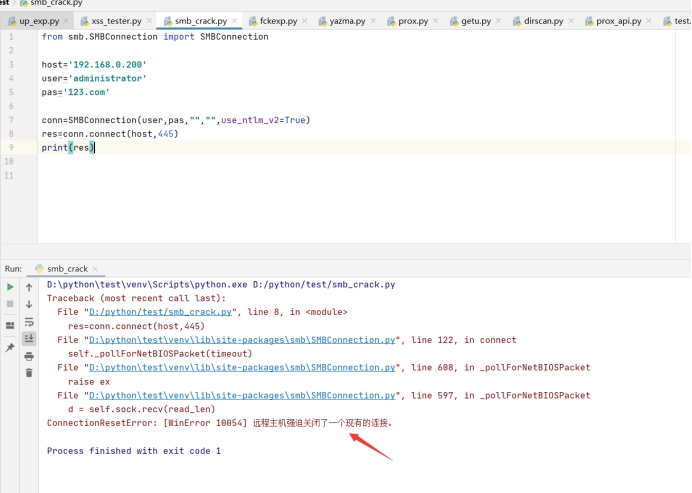 est smb_crack.py
up_exp.py xss_tester.py smb_crack.py fckexp.py yazma.py prox.py getu.py dirscan.py prox_api.py test.
1 from smb.SMBConnection import SMBConnection
2
3 host='192.168.0.200'
4 user='administrator'
5 pas='123.com'
6
7 conn=SMBConnection(user,pas,"","",use_ntlm_v2=True)
8 res=conn.connect(host,445)
9 print(res)
10
11
Run: smb_crack
D:\python\test\venv\Scripts\python.exe D:/python/test/smb_crack.py
Traceback (most recent call last):
File "D:/python/test/smb_crack.py", line 8, in <module>
res=conn.connect(host,445)
File "D:\python\test\venv\lib\site-packages\smb\SMBConnection.py", line 122, in connect
self._pollForNetBIOSPacket(timeout)
File "D:\python\test\venv\lib\site-packages\smb\SMBConnection.py", line 608, in _pollForNetBIOSPacket
raise ex
File "D:\python\test\venv\lib\site-packages\smb\SMBConnection.py", line 597, in _pollForNetBIOSPacket
d = self.sock.recv(read_len)
ConnectionResetError: [WinError 10054] 远程主机强迫关闭了一个现有的连接。
Process finished with exit code 1